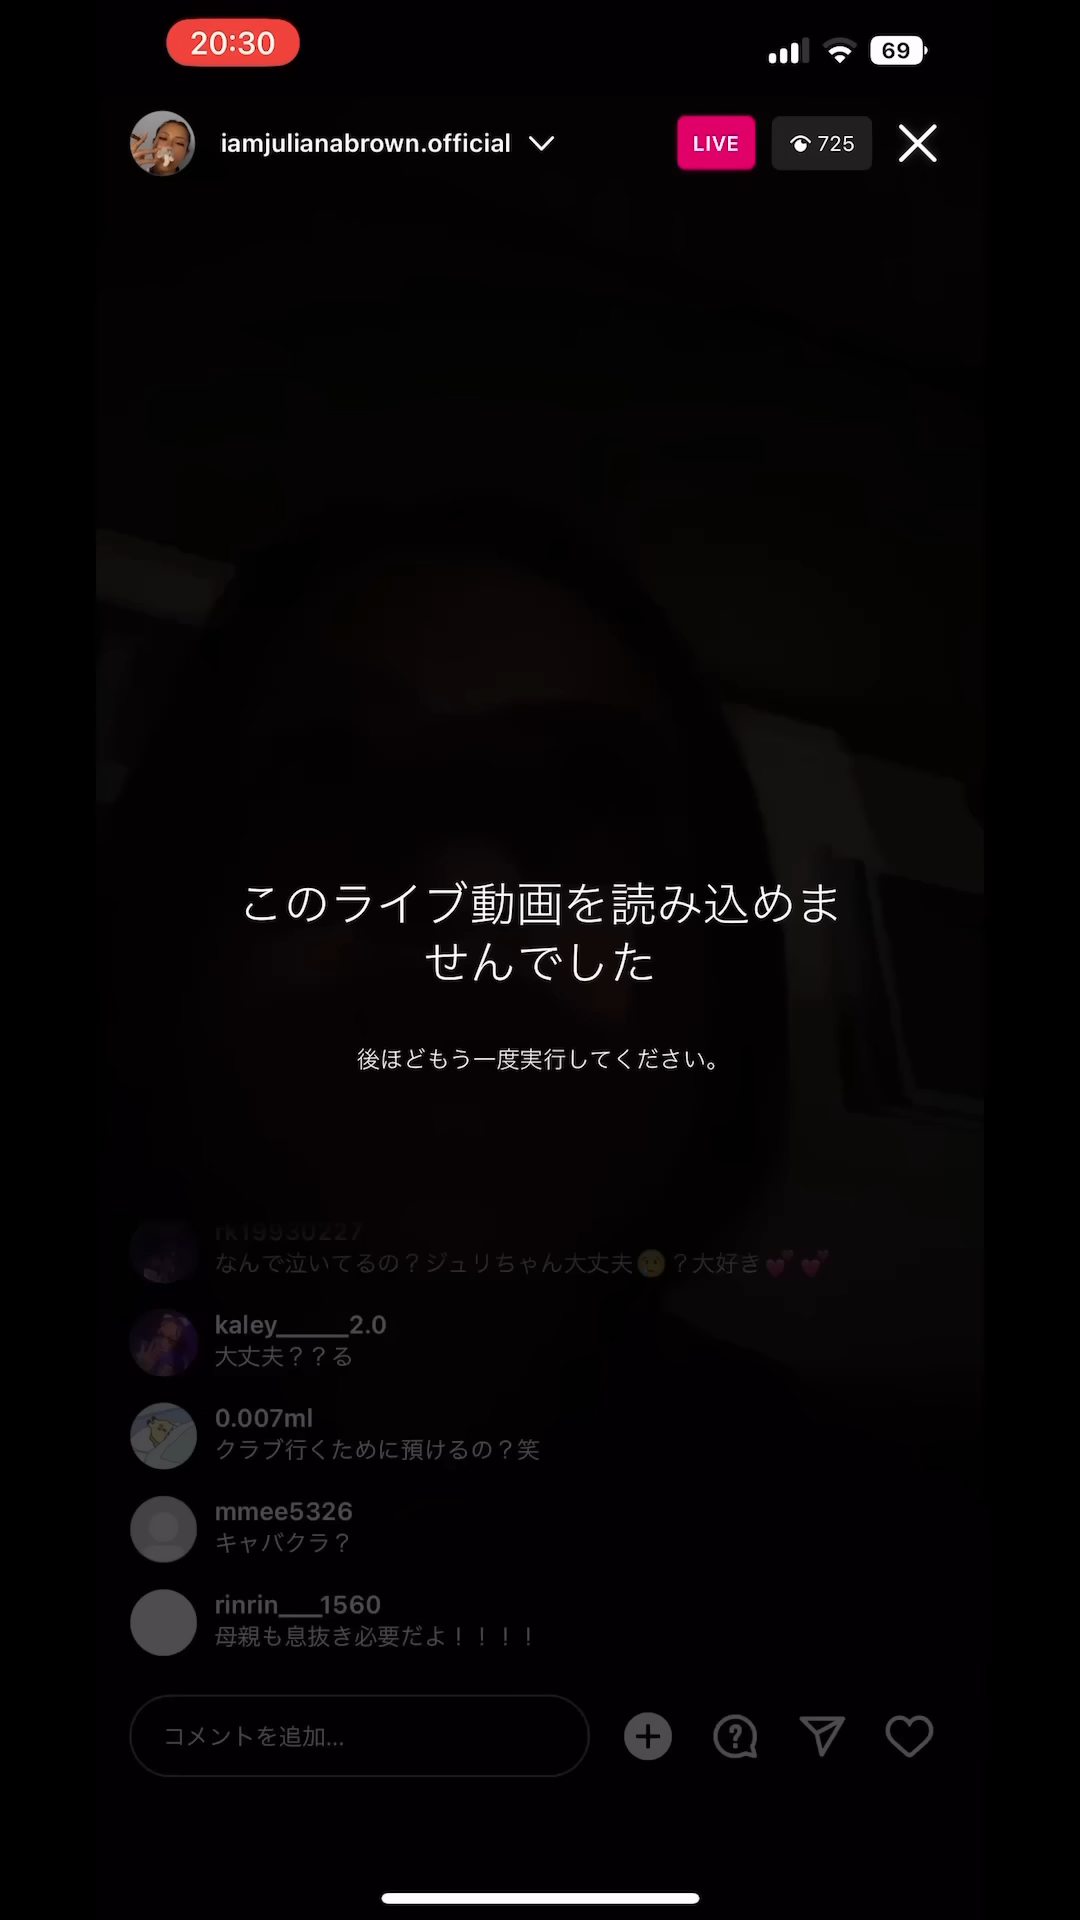 20:30
69
iamjulianabrown.official
LIVE
725
このライブ動画を読み込めま
せんでした
後ほどもう一度実行してください。
rk19930227
なんで泣いてるの？ジュリちゃん大丈夫🥲？大好き💕💕
kaley______2.0
大丈夫？？る
0.007ml
クラブ行くために預けるの？笑
mmee5326
キャバクラ？
rinrin___1560
母親も息抜き必要だよ！！！！
コメントを追加...